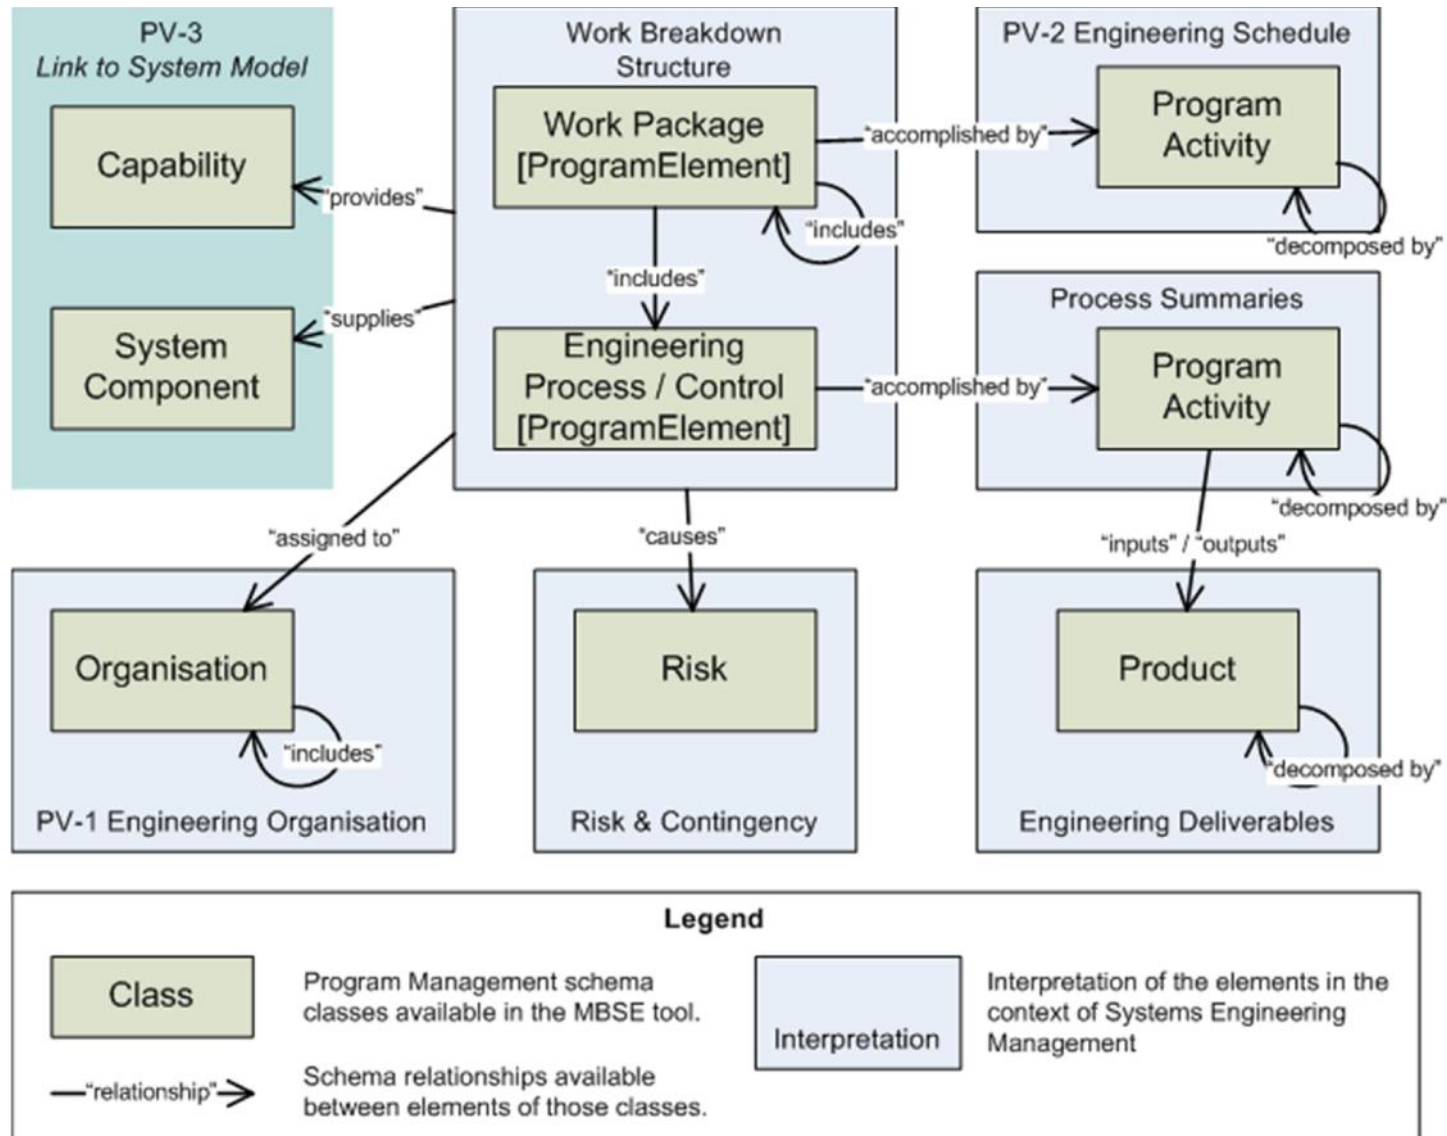 PV-3
Link to System Model
Capability
System
Component
"provides"
"supplies"
Work Breakdown
Structure
Work Package
[ProgramElement]
"includes"
"includes"
Engineering
Process / Control
[ProgramElement]
"accomplished by"
"accomplished by"
PV-2 Engineering Schedule
Program
Activity
"decomposed by"
Process Summaries
Program
Activity
"decomposed by"
"assigned to"
"causes"
"inputs" / "outputs"
Organisation
"includes"
PV-1 Engineering Organisation
Risk
Risk & Contingency
Product
"decomposed by"
Engineering Deliverables
Legend
Class
Program Management schema
classes available in the MBSE tool.
"relationship"
Schema relationships available
between elements of those classes.
Interpretation
Interpretation of the elements in the
context of Systems Engineering
Management